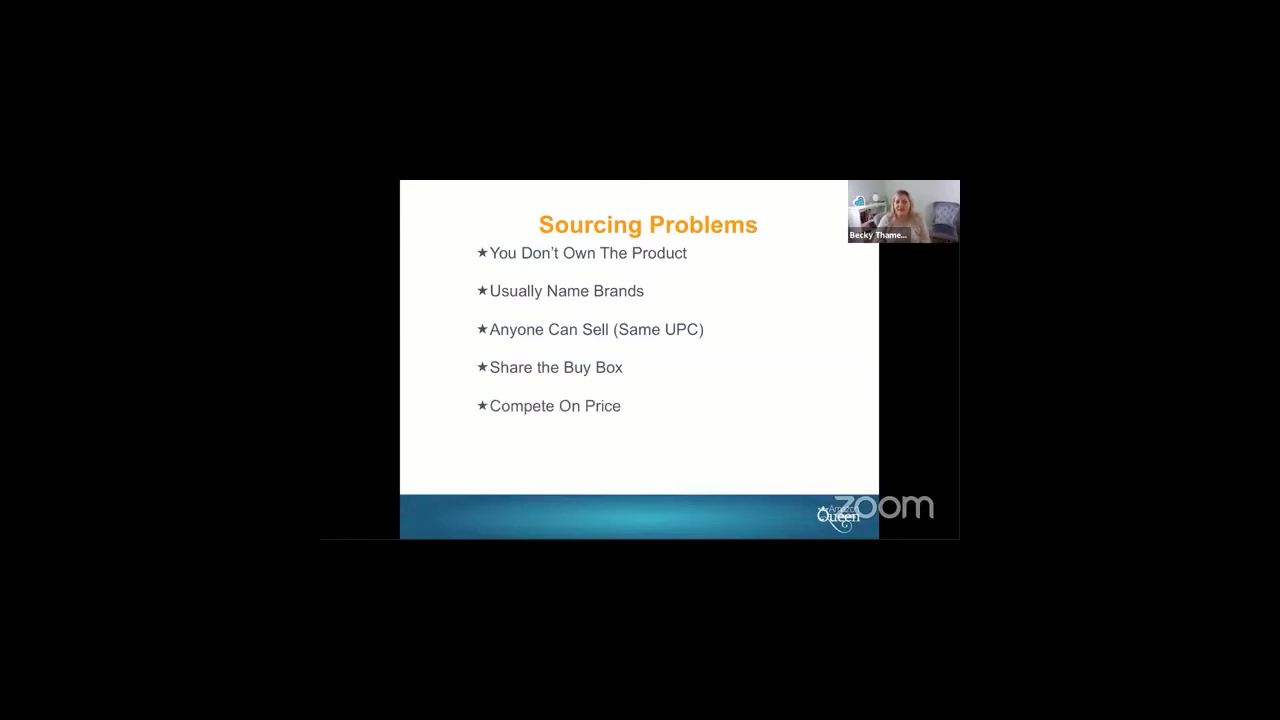 Sourcing Problems
★You Don't Own The Product
★Usually Name Brands
★Anyone Can Sell (Same UPC)
★Share the Buy Box
★Compete On Price
Becky Thame...
zoom
Amazon
Queen